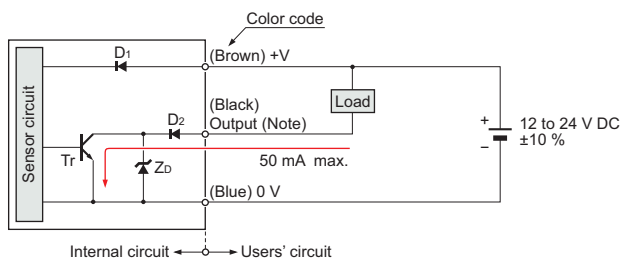 Color code
D1
(Brown) +V
(Black)
Output (Note)
Load
D2
Sensor circuit
Tr
ZD
50 mA max.
+
12 to 24 V DC
±10 %
−
(Blue) 0 V
Internal circuit
Users' circuit